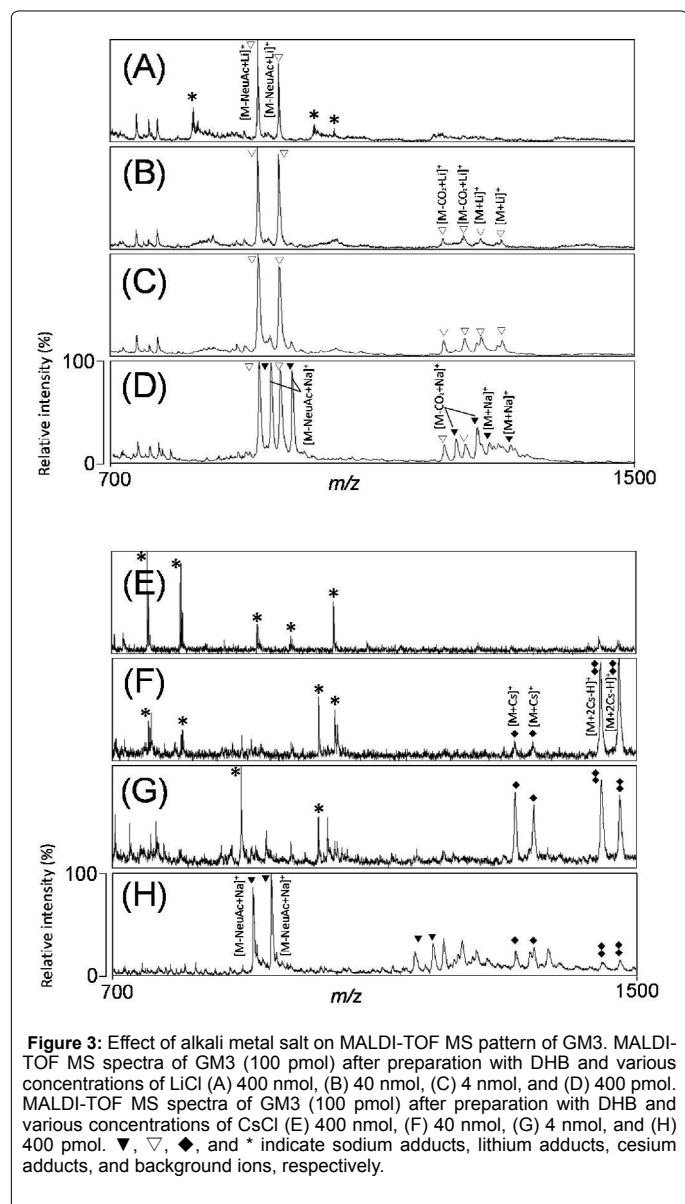 (A)
[M-NeuAc+Li]⁺
[M-NeuAc+Li]⁺
▽
▽
*
*
*
(B)
▽
▽
[M-CO₂+Li]⁺
[M-CO₂+Li]⁺
[M+Li]⁺
[M+Li]⁺
▽
▽
▽
▽
(C)
▽
▽
▽
▽
▽
▽
Relative intensity (%)
100
0
(D)
▽
▼
▽
▼
[M-NeuAc+Na]⁺
[M-CO₂+Na]⁺
[M+Na]⁺
[M+Na]⁺
▽
▼
▽
▼
▼
▼
700
m/z
1500
(E)
*
*
*
*
*
(F)
*
*
*
*
[M+Cs]⁺
[M+Cs]⁺
[M+2Cs-H]⁺
[M+2Cs-H]⁺
◆
◆
◆◆
◆◆
(G)
*
*
◆
◆
◆◆
◆◆
Relative intensity (%)
100
0
(H)
[M-NeuAc+Na]⁺
▼
▼
[M-NeuAc+Na]⁺
▼
▼
◆
◆
◆◆
◆◆
700
m/z
1500
Figure 3: Effect of alkali metal salt on MALDI-TOF MS pattern of GM3. MALDI-
TOF MS spectra of GM3 (100 pmol) after preparation with DHB and various
concentrations of LiCl (A) 400 nmol, (B) 40 nmol, (C) 4 nmol, and (D) 400 pmol.
MALDI-TOF MS spectra of GM3 (100 pmol) after preparation with DHB and
various concentrations of CsCl (E) 400 nmol, (F) 40 nmol, (G) 4 nmol, and (H)
400 pmol. ▼, ▽, ◆, and * indicate sodium adducts, lithium adducts, cesium
adducts, and background ions, respectively.